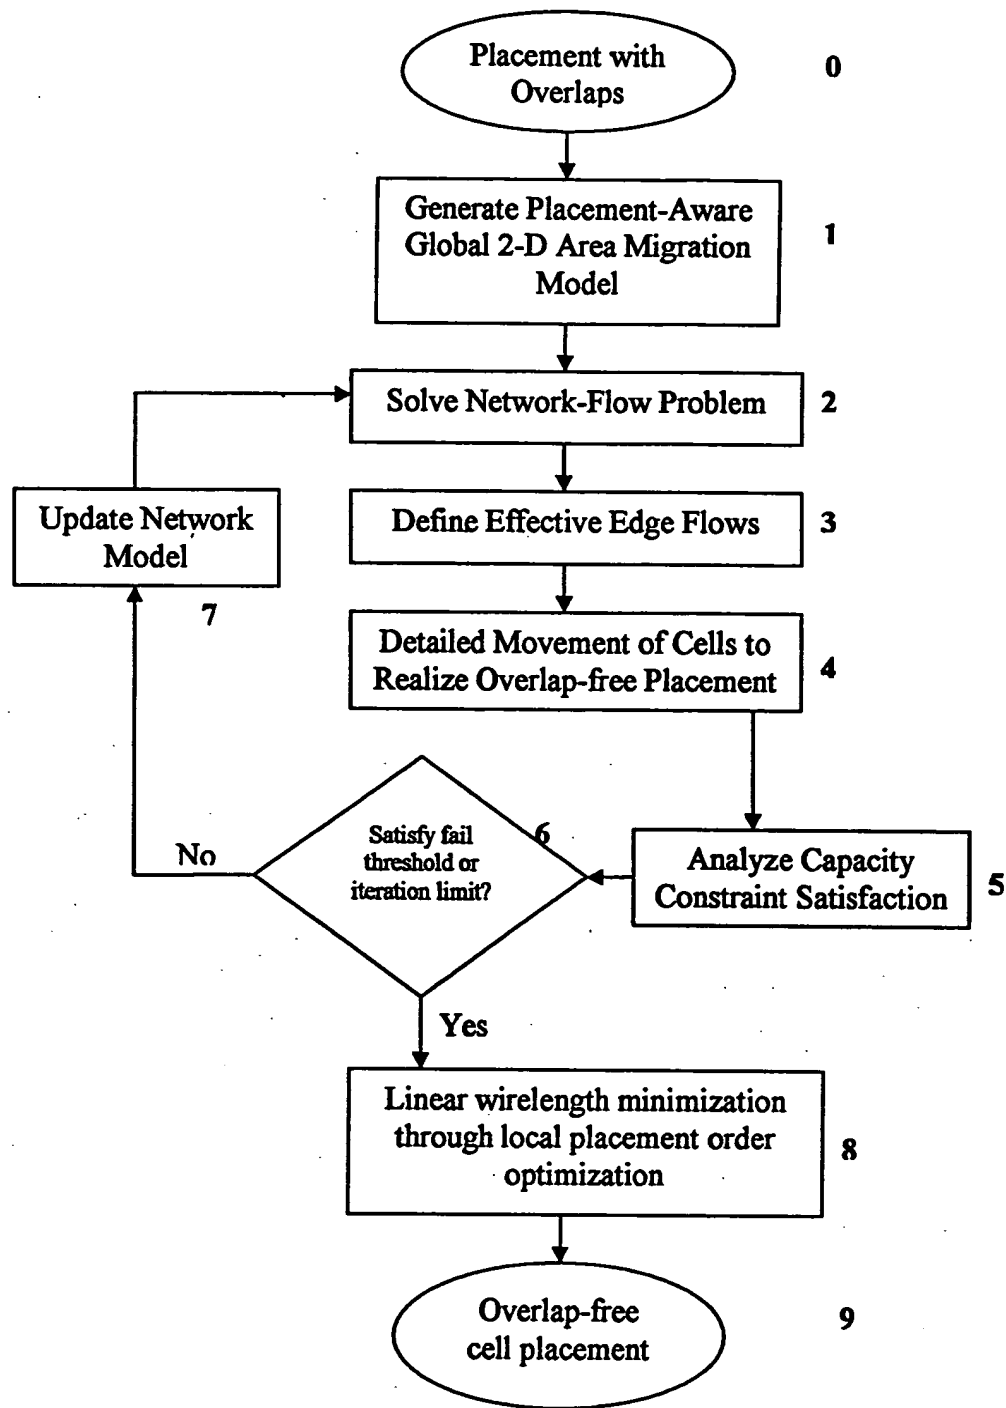 Placement with
Overlaps
0
Generate Placement-Aware
Global 2-D Area Migration
Model
1
Solve Network-Flow Problem
2
Define Effective Edge Flows
3
Update Network
Model
7
Detailed Movement of Cells to
Realize Overlap-free Placement
4
Analyze Capacity
Constraint Satisfaction
5
Satisfy fail
threshold or
iteration limit?
6
No
Yes
Linear wirelength minimization
through local placement order
optimization
8
Overlap-free
cell placement
9